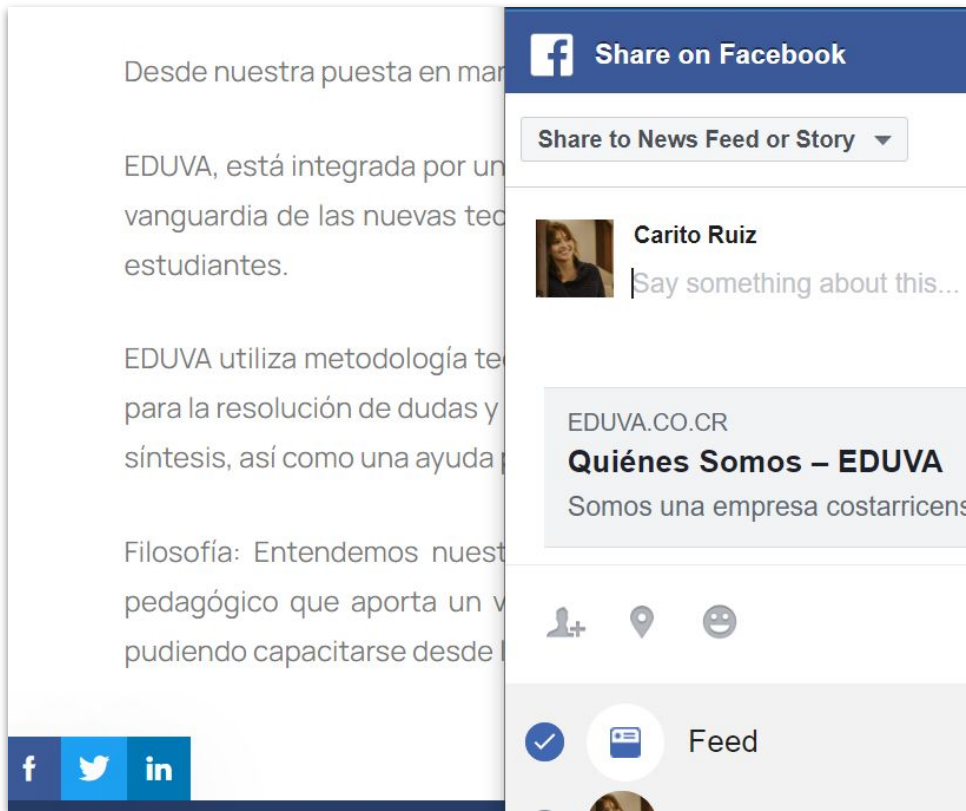 Desde nuestra puesta en mar
EDUVA, está integrada por un
vanguardia de las nuevas tec
estudiantes.
EDUVA utiliza metodología te
para la resolución de dudas y
síntesis, así como una ayuda
Filosofía: Entendemos nuest
pedagógico que aporta un v
pudiendo capacitarse desde l
f
in
f Share on Facebook
Share to News Feed or Story
Carito Ruiz
Say something about this...
EDUVA.CO.CR
Quiénes Somos – EDUVA
Somos una empresa costarricens
Feed